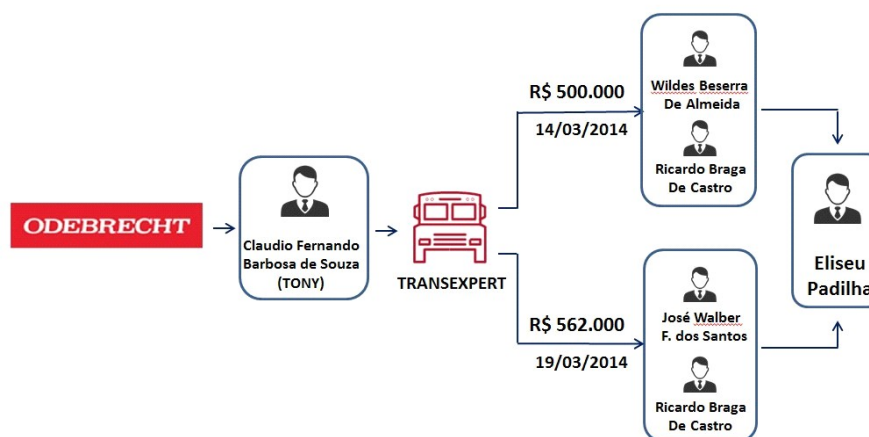 ODEBRECHT
Claudio Fernando
Barbosa de Souza
(TONY)
TRANSEXPERT
R$ 500.000
14/03/2014
Wildes Beserra
De Almeida
Ricardo Braga
De Castro
R$ 562.000
19/03/2014
José Walber
F. dos Santos
Ricardo Braga
De Castro
Eliseu
Padilha